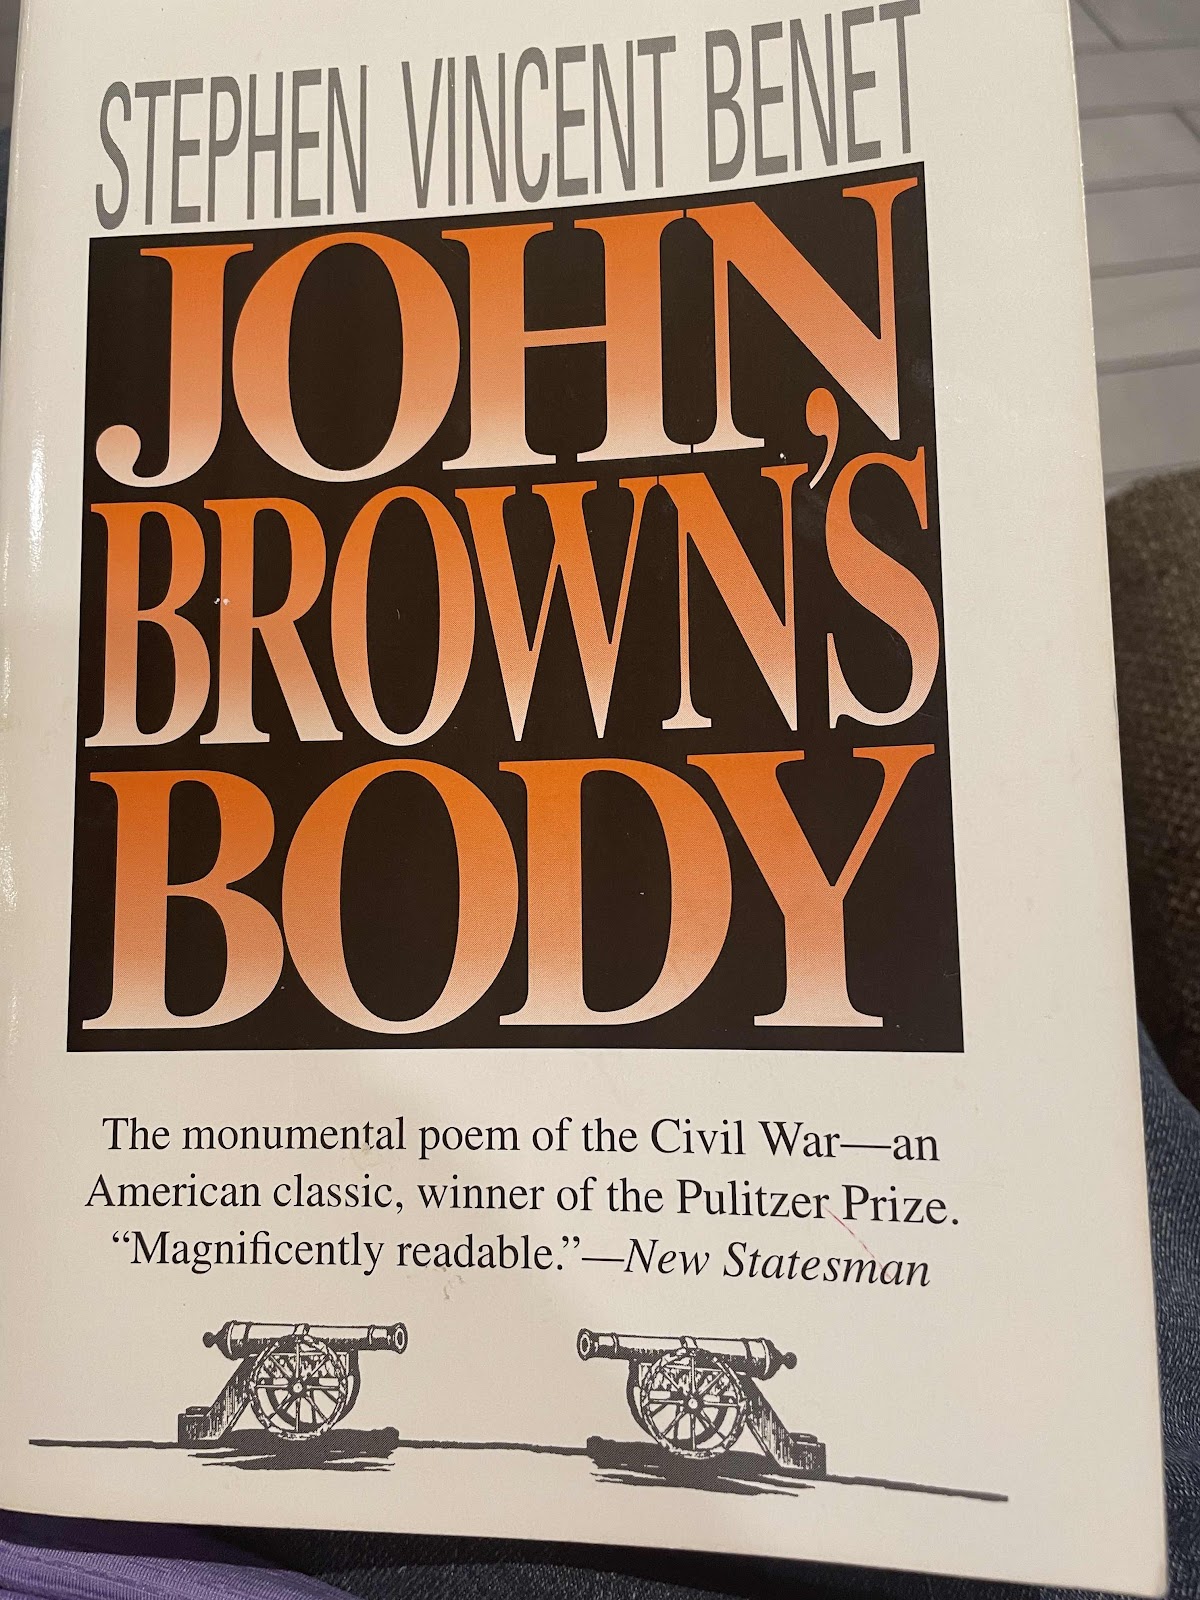 STEPHEN VINCENT BENET
JOHN
BROWN'S
BODY
The monumental poem of the Civil War—an
American classic, winner of the Pulitzer Prize.
“Magnificently readable.”—New Statesman